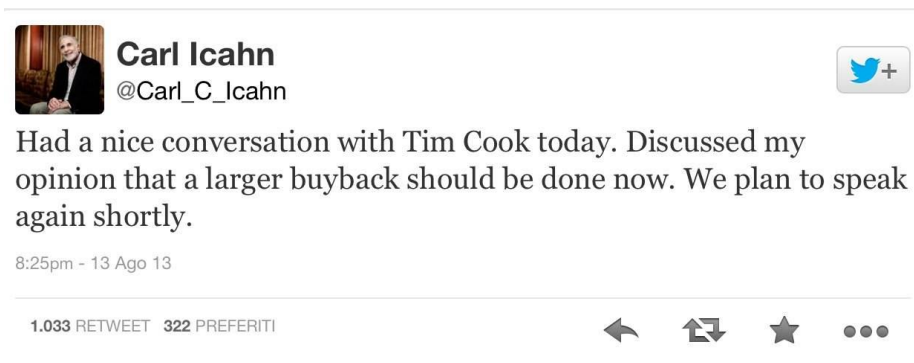 Carl Icahn
@Carl_C_Icahn
Had a nice conversation with Tim Cook today. Discussed my
opinion that a larger buyback should be done now. We plan to speak
again shortly.
8:25pm - 13 Ago 13
1.033 RETWEET 322 PREFERITI